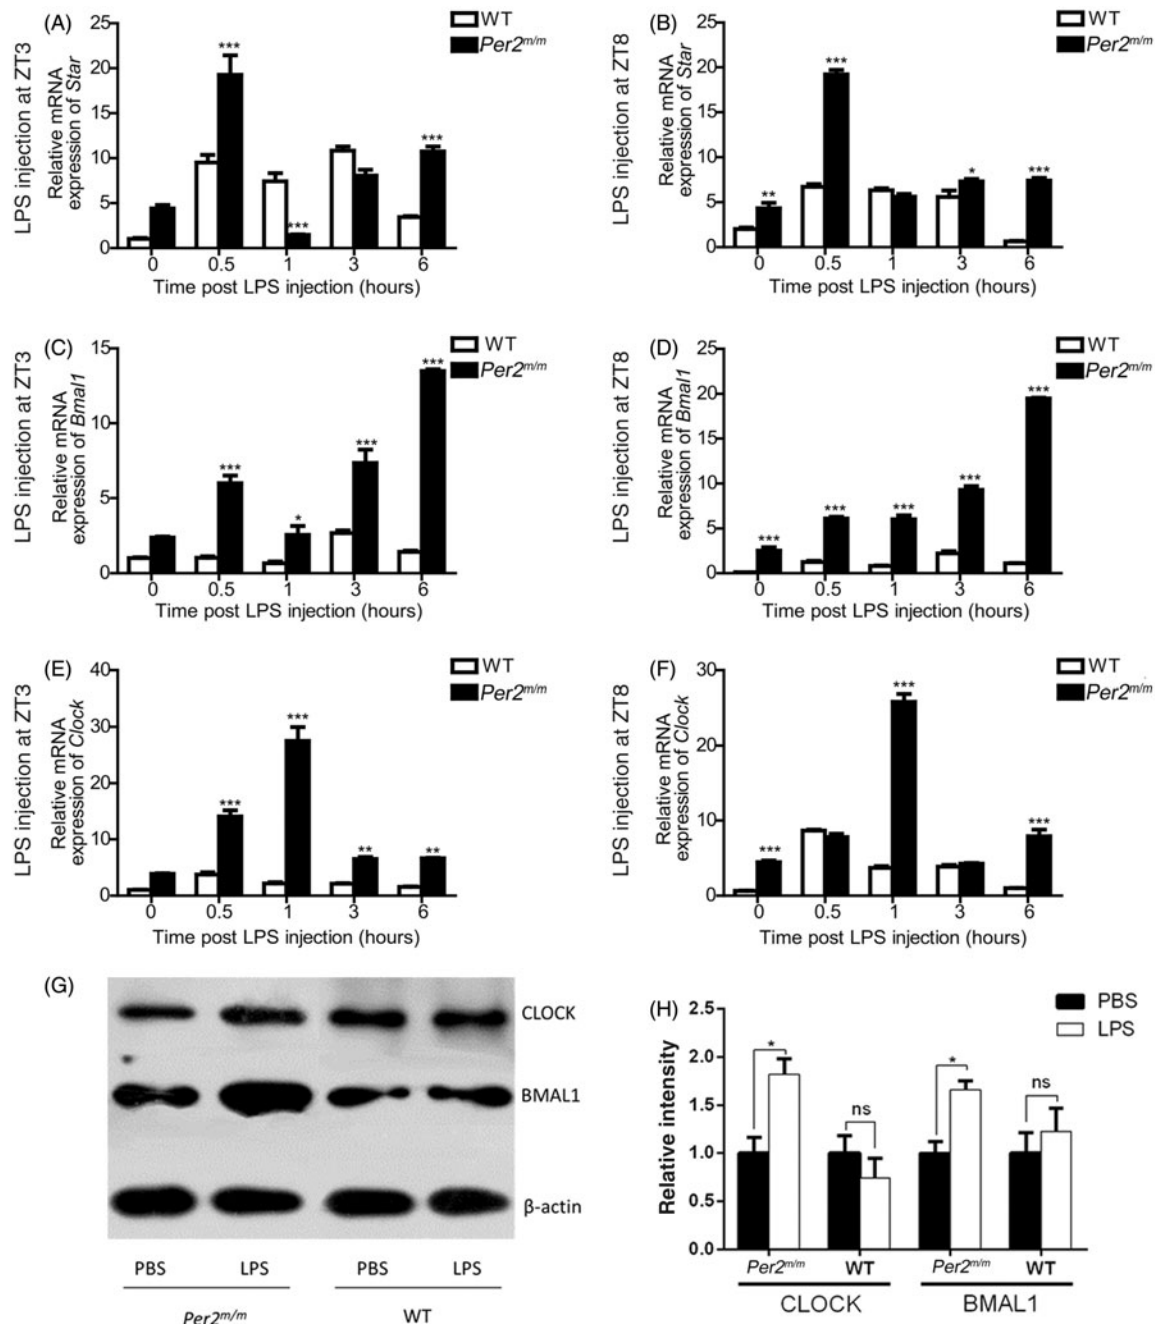 (A)
LPS injection at ZT3
Relative mRNA
expression of Star
25
20
15
10
5
0
WT
Per2m/m
***
***
***
0 0.5 1 3 6
Time post LPS injection (hours)
(B)
LPS injection at ZT8
Relative mRNA
expression of Star
25
20
15
10
5
0
WT
Per2m/m
**
***
*
***
0 0.5 1 3 6
Time post LPS injection (hours)
(C)
LPS injection at ZT3
Relative mRNA
expression of Bmal1
15
10
5
0
WT
Per2m/m
***
*
***
***
0 0.5 1 3 6
Time post LPS injection (hours)
(D)
LPS injection at ZT8
Relative mRNA
expression of Bmal1
25
20
15
10
5
0
WT
Per2m/m
***
***
***
***
***
0 0.5 1 3 6
Time post LPS injection (hours)
(E)
LPS injection at ZT3
Relative mRNA
expression of Clock
40
30
20
10
0
WT
Per2m/m
***
***
**
**
0 0.5 1 3 6
Time post LPS injection (hours)
(F)
LPS injection at ZT8
Relative mRNA
expression of Clock
30
20
10
0
WT
Per2m/m
***
***
***
0 0.5 1 3 6
Time post LPS injection (hours)
(G)
CLOCK
BMAL1
β-actin
PBS LPS PBS LPS
Per2m/m WT
(H)
Relative intensity
2.5
2.0
1.5
1.0
0.5
0.0
PBS
LPS
*
ns
*
ns
Per2m/m WT Per2m/m WT
CLOCK BMAL1